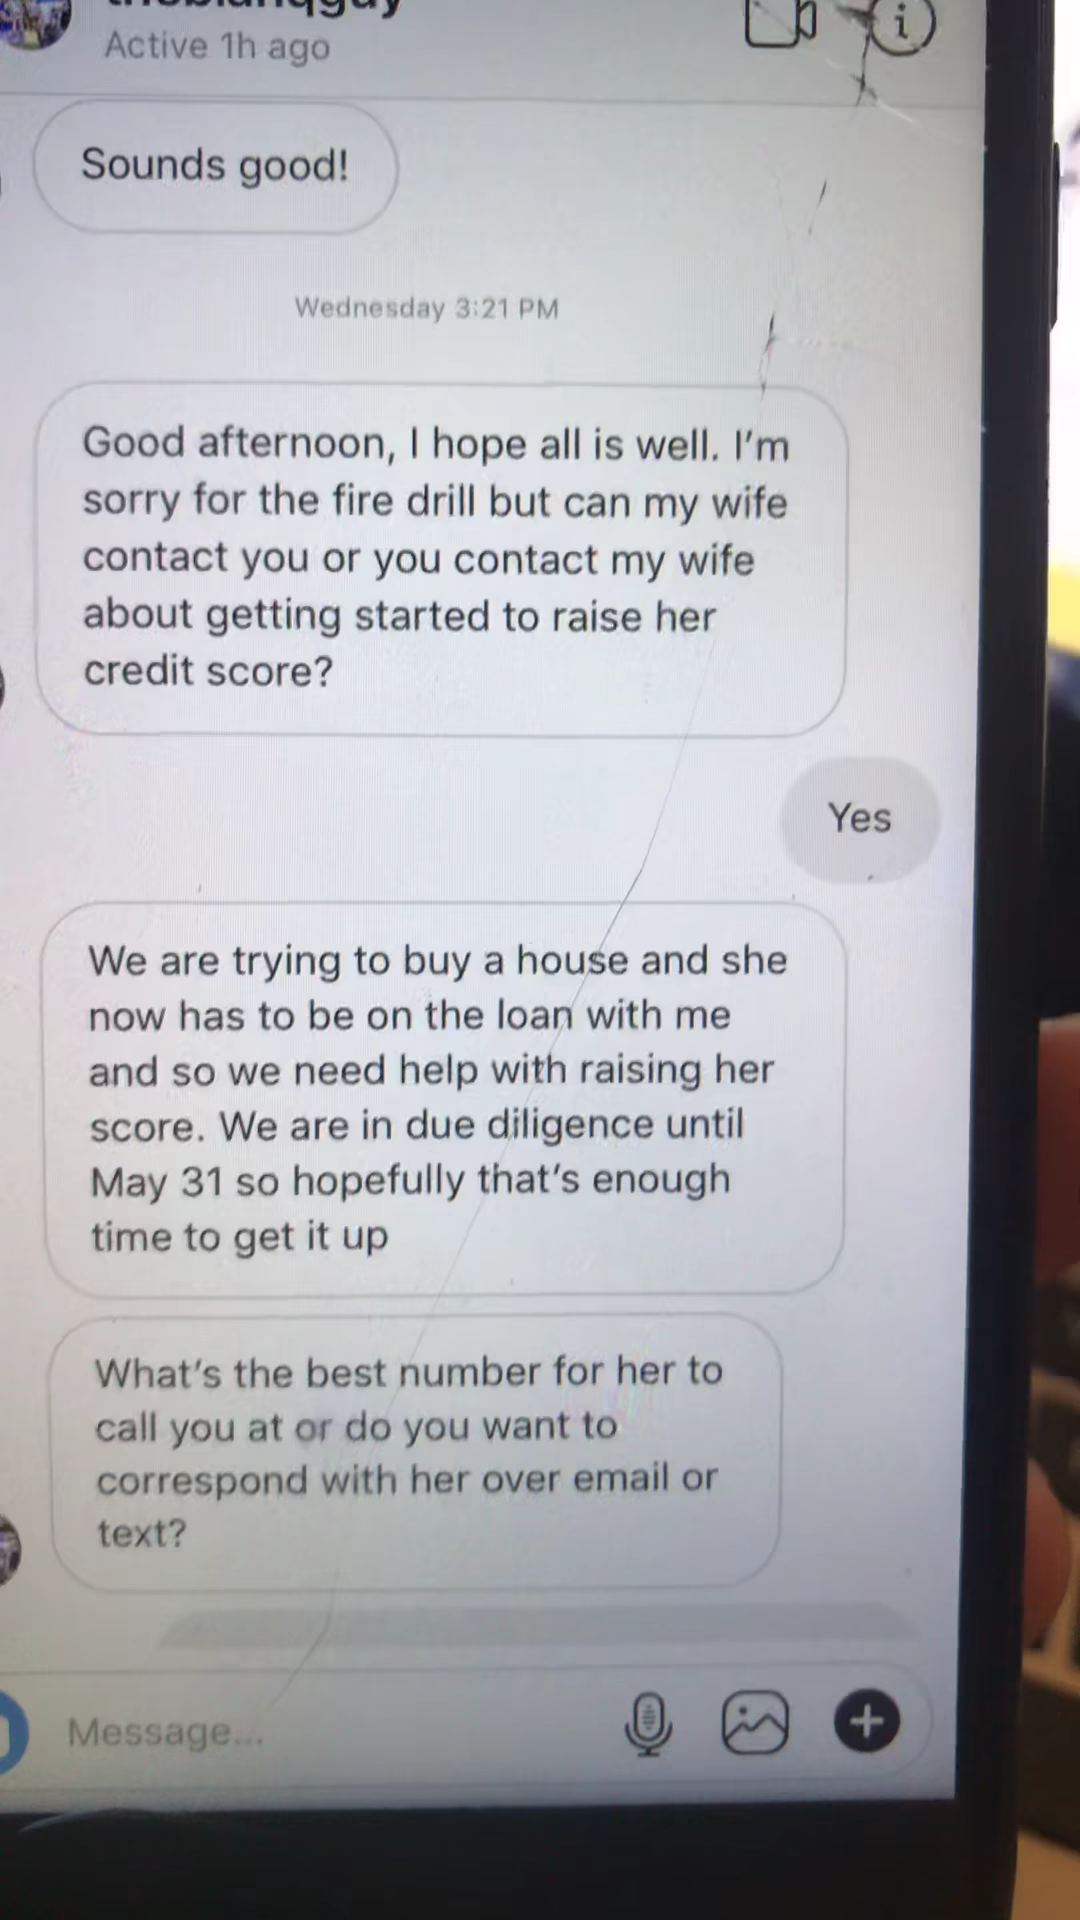 Active 1h ago
Sounds good!
Wednesday 3:21 PM
Good afternoon, I hope all is well. I'm
sorry for the fire drill but can my wife
contact you or you contact my wife
about getting started to raise her
credit score?
Yes
We are trying to buy a house and she
now has to be on the loan with me
and so we need help with raising her
score. We are in due diligence until
May 31 so hopefully that's enough
time to get it up
What's the best number for her to
call you at or do you want to
correspond with her over email or
text?
Message...